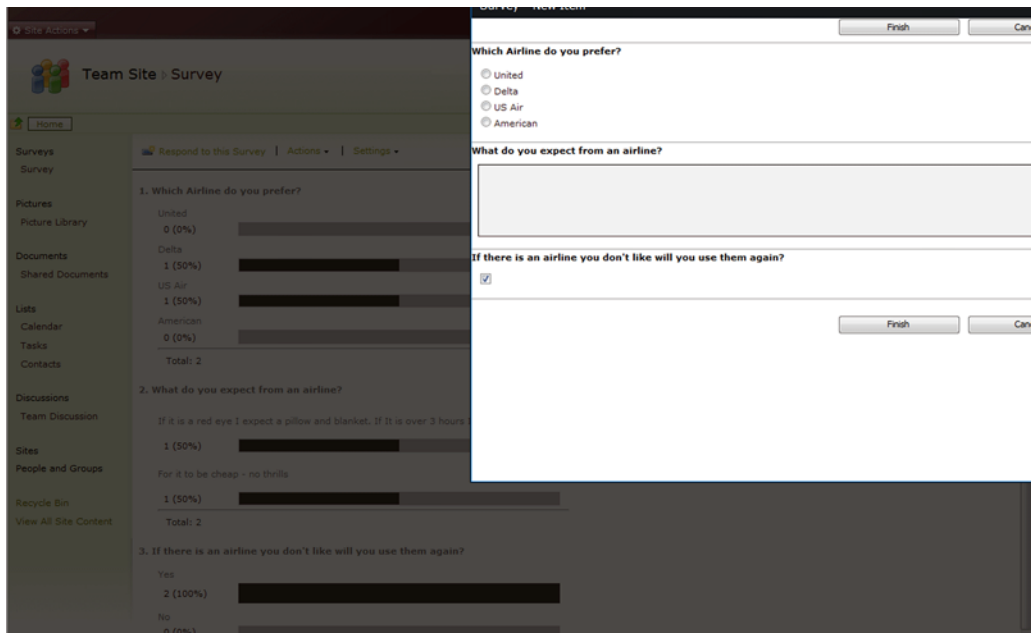 Site Actions
Team Site › Survey
Home
Surveys
Survey
Pictures
Picture Library
Documents
Shared Documents
Lists
Calendar
Tasks
Contacts
Discussions
Team Discussion
Sites
People and Groups
Recycle Bin
View All Site Content
Respond to this Survey | Actions | Settings
1. Which Airline do you prefer?
United
0 (0%)
Delta
1 (50%)
US Air
1 (50%)
American
0 (0%)
Total: 2
2. What do you expect from an airline?
If it is a red eye I expect a pillow and blanket. If It is over 3 hours
1 (50%)
For it to be cheap - no thrills
1 (50%)
Total: 2
3. If there is an airline you don't like will you use them again?
Yes
2 (100%)
No
0 (0%)
Survey - New Item
Finish Canc
Which Airline do you prefer?
United
Delta
US Air
American
What do you expect from an airline?
If there is an airline you don't like will you use them again?
Finish Canc